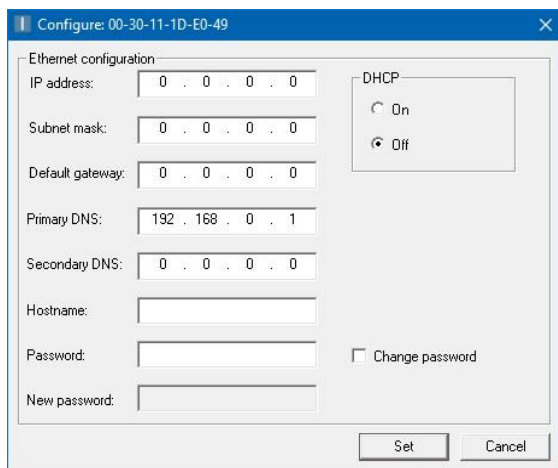 Configure: 00-30-11-1D-E0-49
Ethernet configuration
IP address: 0 . 0 . 0 . 0
DHCP
On
Off
Subnet mask: 0 . 0 . 0 . 0
Default gateway: 0 . 0 . 0 . 0
Primary DNS: 192 . 168 . 0 . 1
Secondary DNS: 0 . 0 . 0 . 0
Hostname:
Password:
Change password
New password:
Set Cancel